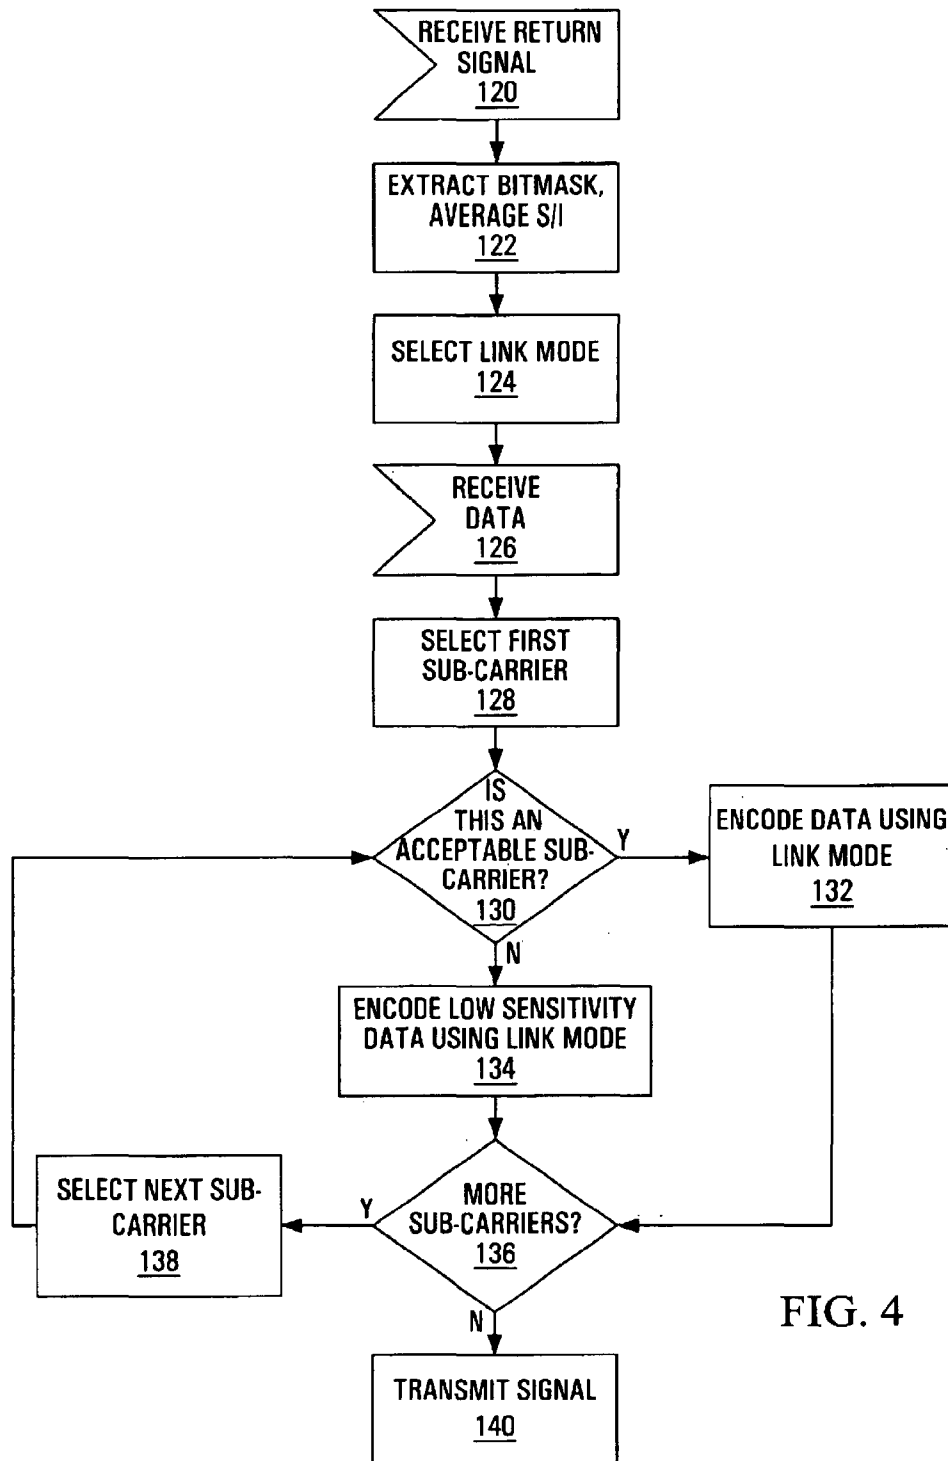 RECEIVE RETURN
SIGNAL
120
EXTRACT BITMASK,
AVERAGE S/I
122
SELECT LINK MODE
124
RECEIVE
DATA
126
SELECT FIRST
SUB-CARRIER
128
IS
THIS AN
ACCEPTABLE SUB-
CARRIER?
130
Y
ENCODE DATA USING
LINK MODE
132
N
ENCODE LOW SENSITIVITY
DATA USING LINK MODE
134
MORE
SUB-CARRIERS?
136
Y
SELECT NEXT SUB-
CARRIER
138
N
TRANSMIT SIGNAL
140
FIG. 4